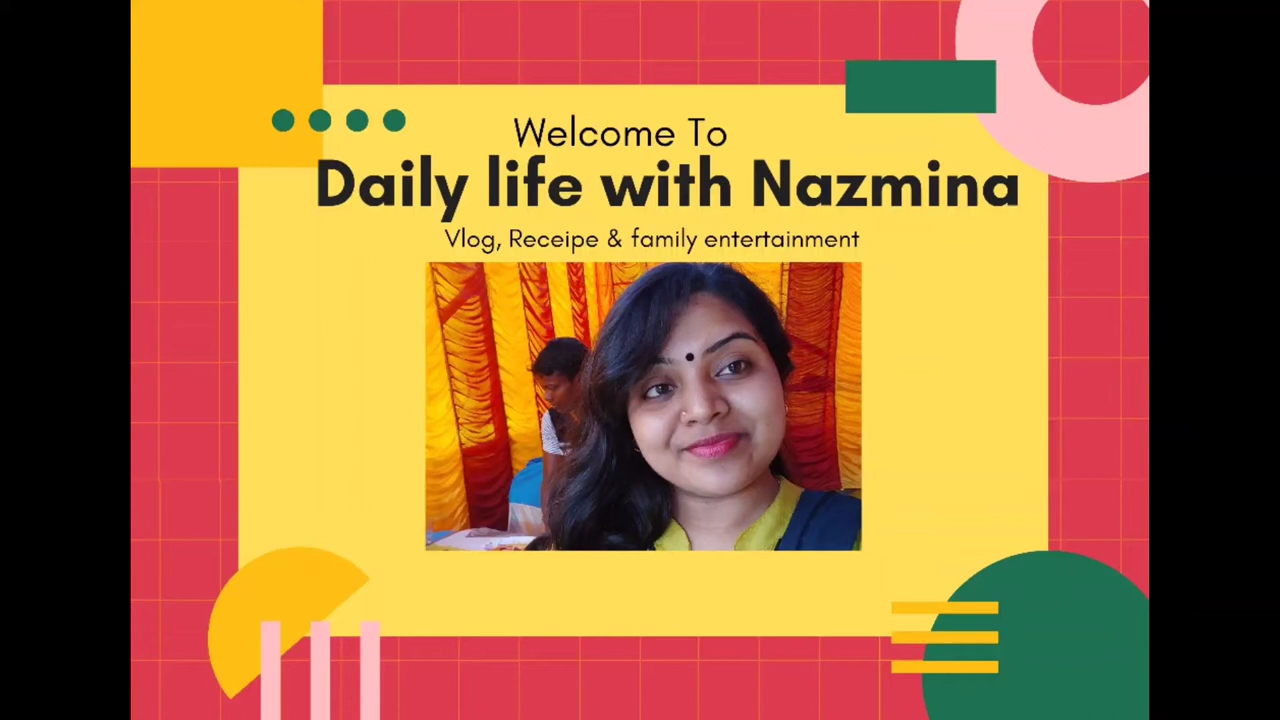 Welcome To
Daily life with Nazmina
Vlog, Receipe & family entertainment